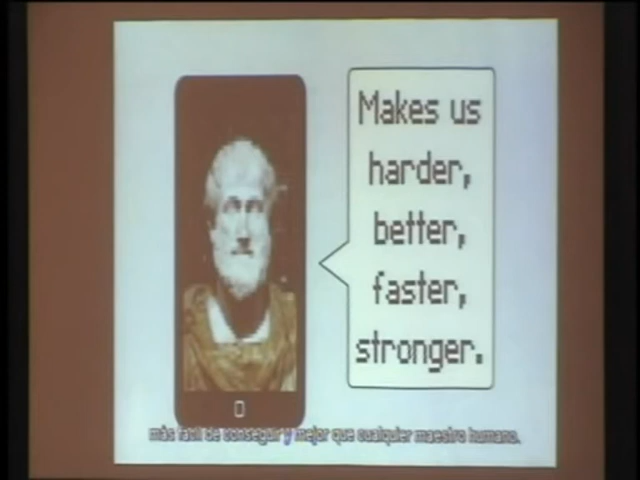 Makes us
harder,
better,
faster,
stronger.
más fácil de conseguir y mejor que cualquier maestro humano.